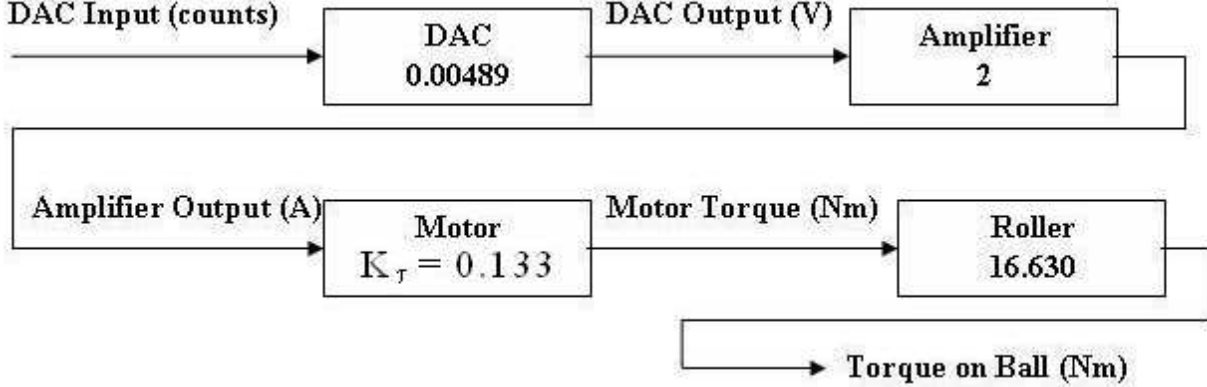 DAC Input (counts)
DAC
0.00489
DAC Output (V)
Amplifier
2
Amplifier Output (A)
Motor
K τ = 0.133
Motor Torque (Nm)
Roller
16.630
Torque on Ball (Nm)